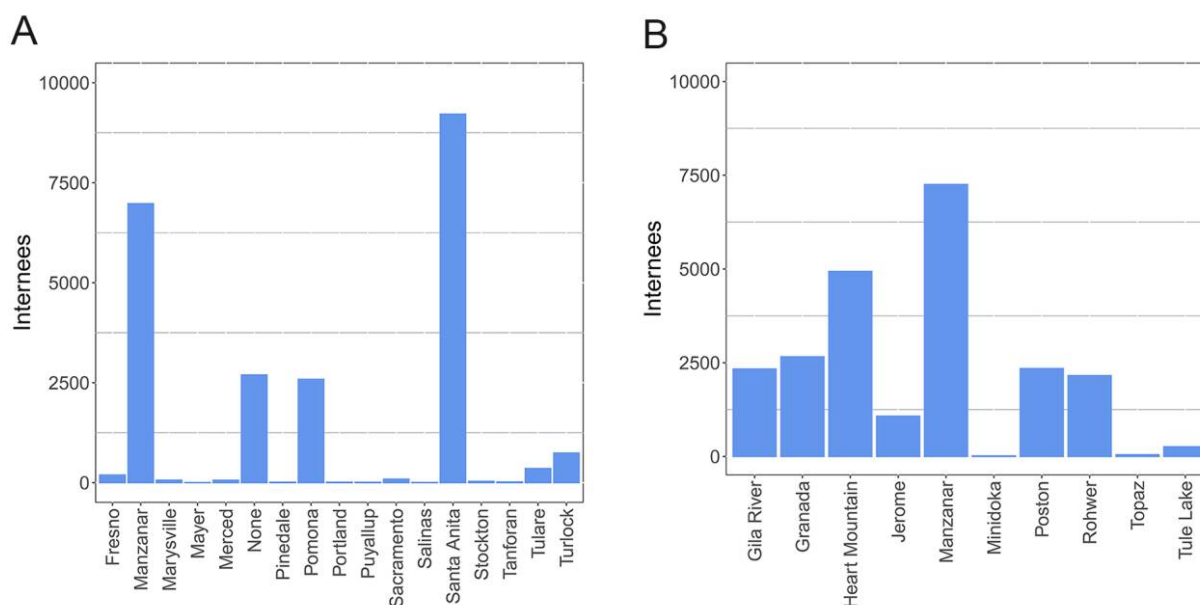 A
10000
7500
5000
2500
0
Internees
Fresno
Manzanar
Marysville
Mayer
Merced
None
Pinedale
Pomona
Portland
Puyallup
Sacramento
Salinas
Santa Anita
Stockton
Tanforan
Tulare
Turlock
B
10000
7500
5000
2500
0
Internees
Gila River
Granada
Heart Mountain
Jerome
Manzanar
Minidoka
Poston
Rohwer
Topaz
Tule Lake